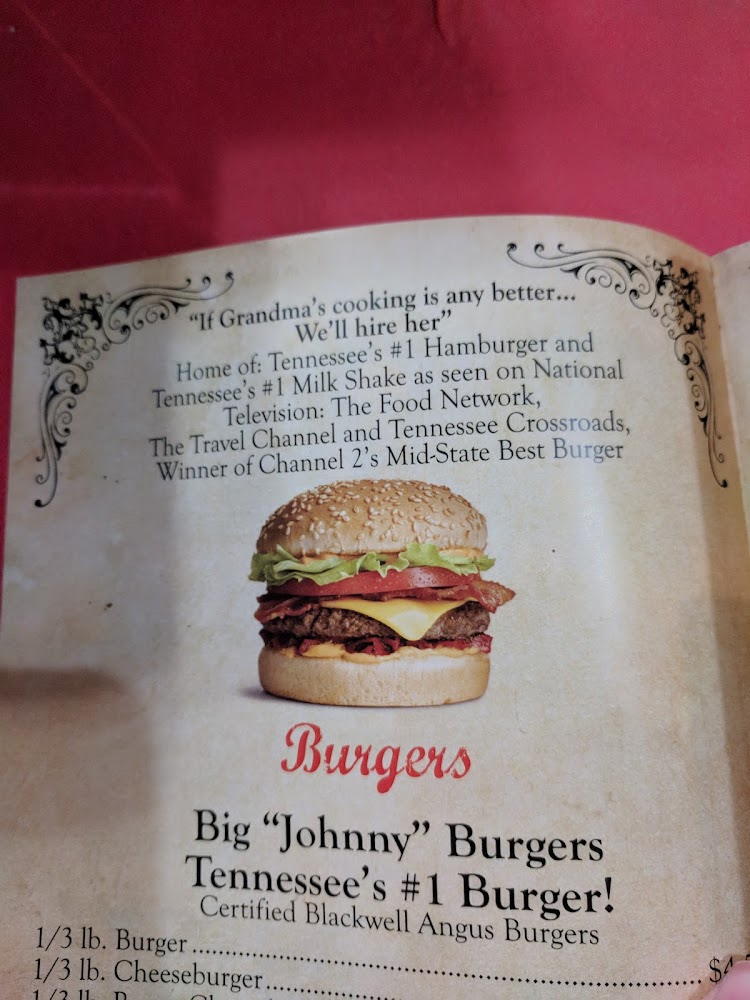 “If Grandma’s cooking is any better...
We’ll hire her”
Home of: Tennessee’s #1 Hamburger and
Tennessee’s #1 Milk Shake as seen on National
Television: The Food Network,
The Travel Channel and Tennessee Crossroads,
Winner of Channel 2’s Mid-State Best Burger
Burgers
Big “Johnny” Burgers
Tennessee’s #1 Burger!
Certified Blackwell Angus Burgers
1/3 lb. Burger
1/3 lb. Cheeseburger